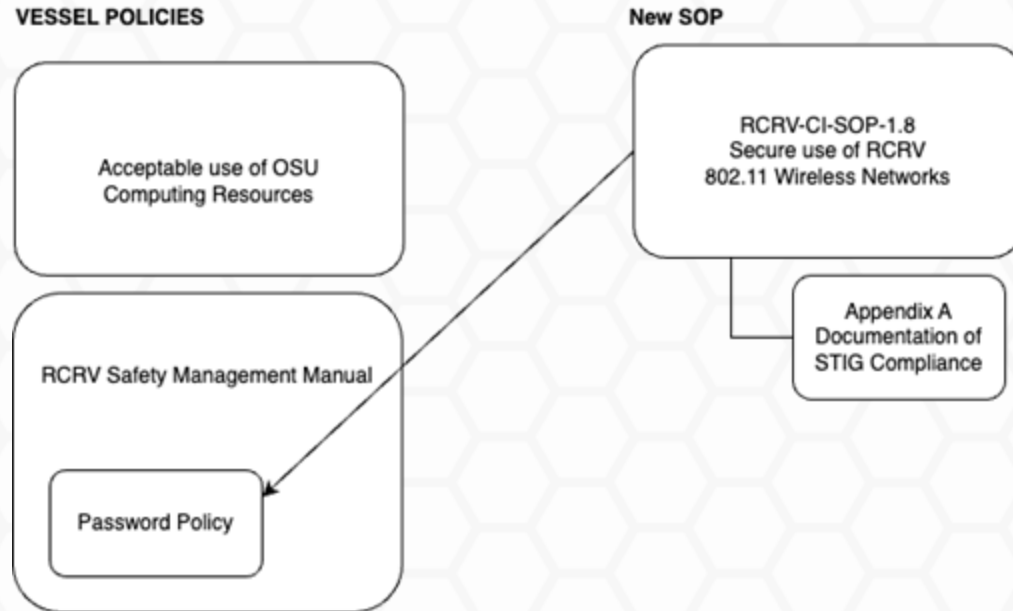 VESSEL POLICIES
New SOP
Acceptable use of OSU
Computing Resources
RCRV-CI-SOP-1.8
Secure use of RCRV
802.11 Wireless Networks
Appendix A
Documentation of
STIG Compliance
RCRV Safety Management Manual
Password Policy